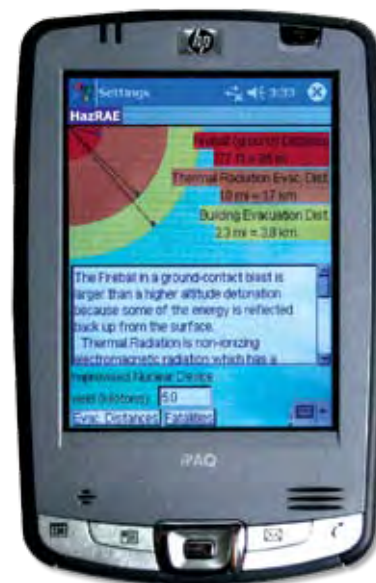 hp
Settings 3:33
HazRAE
Fireball (ground) Distance
Thermal Radiation Evac. Dist.
Building Evacuation Dist.
2.3 mi = 3.8 km
The Fireball in a ground-contact blast is
larger than a higher altitude detonation
because some of the energy is reflected
back up from the surface.
Thermal Radiation is non-ionizing
electromagnetic radiation which has a
Improvised Nuclear Device
yield (kilotons):
Evac. Distances Fatalities
iPAQ